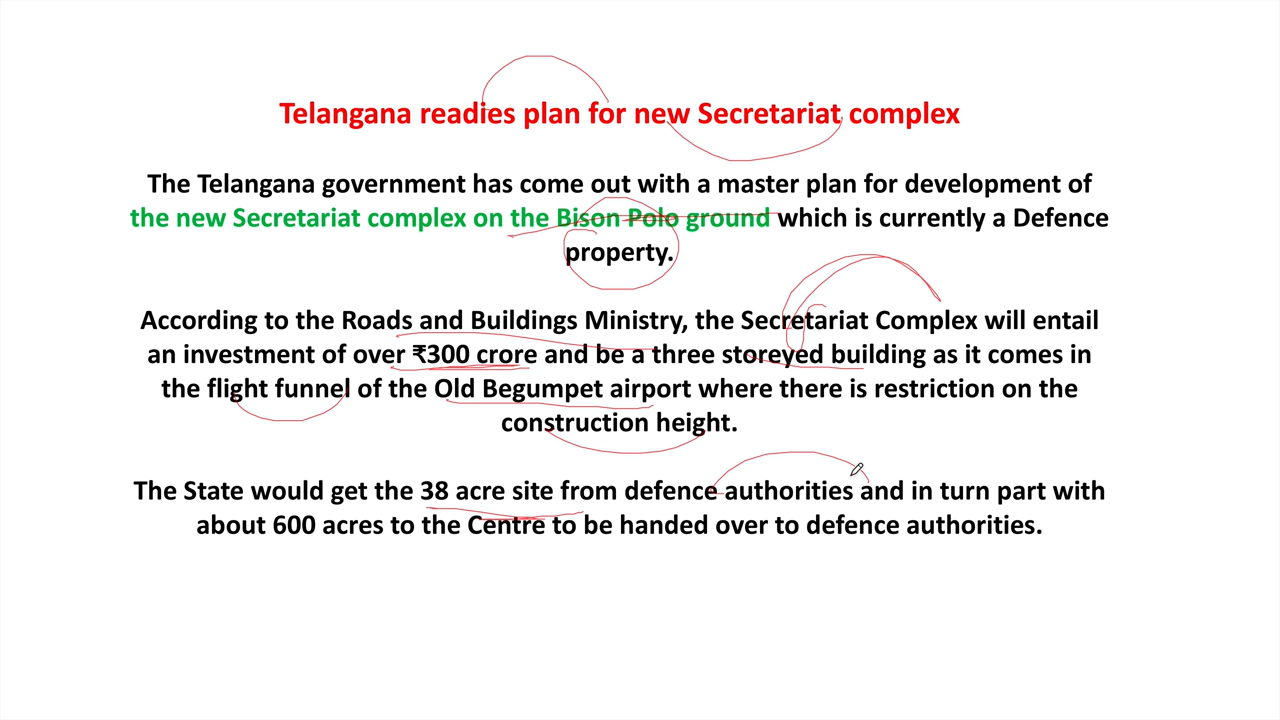 Telangana readies plan for new Secretariat complex
The Telangana government has come out with a master plan for development of
the new Secretariat complex on the Bison Polo ground which is currently a Defence
property.
According to the Roads and Buildings Ministry, the Secretariat Complex will entail
an investment of over ₹300 crore and be a three storeyed building as it comes in
the flight funnel of the Old Begumpet airport where there is restriction on the
construction height.
The State would get the 38 acre site from defence authorities and in turn part with
about 600 acres to the Centre to be handed over to defence authorities.